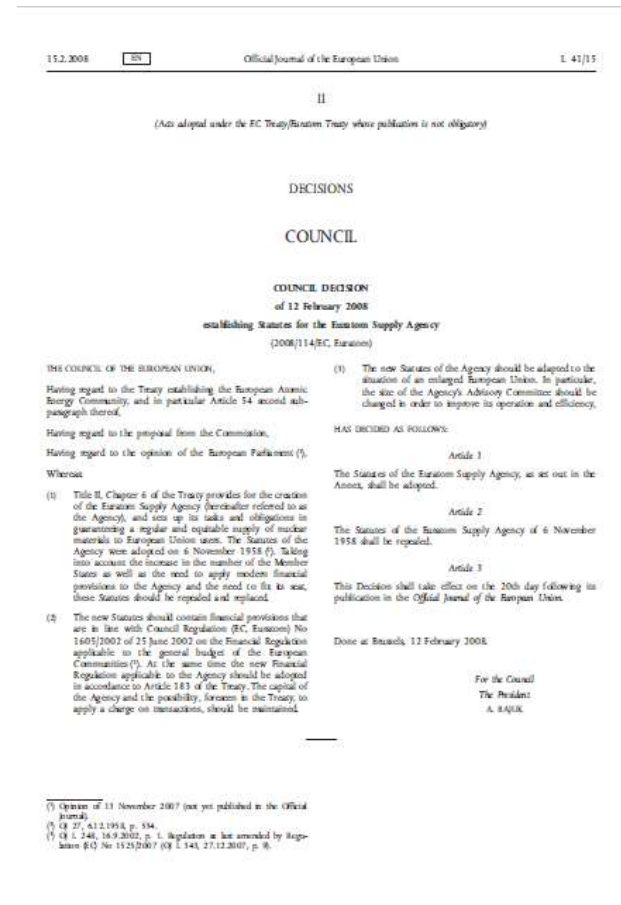 15.2.2008 EN Official Journal of the European Union L 41/15
II
(Acts adopted under the EC Treaty/Euratom Treaty whose publication is not obligatory)
DECISIONS
COUNCIL
COUNCIL DECISION
of 12 February 2008
establishing Statutes for the Euratom Supply Agency
(2008/114/EC, Euratom)
THE COUNCIL OF THE EUROPEAN UNION,
Having regard to the Treaty establishing the European Atomic
Energy Community, and in particular Article 54 second sub-
paragraph thereof,
Having regard to the proposal from the Commission,
Having regard to the opinion of the European Parliament (1),
Whereas:
(1) Title II, Chapter 6 of the Treaty provides for the creation
of the Euratom Supply Agency (hereinafter referred to as
the Agency), and sets up its tasks and obligations in
guaranteeing a regular and equitable supply of nuclear
materials to European Union users. The Statutes of the
Agency were adopted on 6 November 1958 (2). Taking
into account the increase in the number of the Member
States as well as the need to apply modern financial
provisions to the Agency and the need to fix its seat,
these Statutes should be repealed and replaced.
(2) The new Statutes should contain financial provisions that
are in line with Council Regulation (EC, Euratom) No
1605/2002 of 25 June 2002 on the Financial Regulation
applicable to the general budget of the European
Communities (3). At the same time the new Financial
Regulation applicable to the Agency should be adopted
in accordance to Article 183 of the Treaty. The capital of
the Agency and the possibility, foreseen in the Treaty, to
apply a charge on transactions, should be maintained.
(3) The new Statutes of the Agency should be adapted to the
situation of an enlarged European Union. In particular,
the size of the Agency's Advisory Committee should be
changed in order to improve its operation and efficiency,
HAS DECIDED AS FOLLOWS:
Article 1
The Statutes of the Euratom Supply Agency, as set out in the
Annex, shall be adopted.
Article 2
The Statutes of the Euratom Supply Agency of 6 November
1958 shall be repealed.
Article 3
This Decision shall take effect on the 20th day following its
publication in the Official Journal of the European Union.
Done at Brussels, 12 February 2008.
For the Council
The President
A. BAJUK
(1) Opinion of 13 November 2007 (not yet published in the Official
Journal).
(2) OJ 27, 6.12.1958, p. 534.
(3) OJ L 248, 16.9.2002, p. 1. Regulation as last amended by Regu-
lation (EC) No 1525/2007 (OJ L 343, 27.12.2007, p. 9).